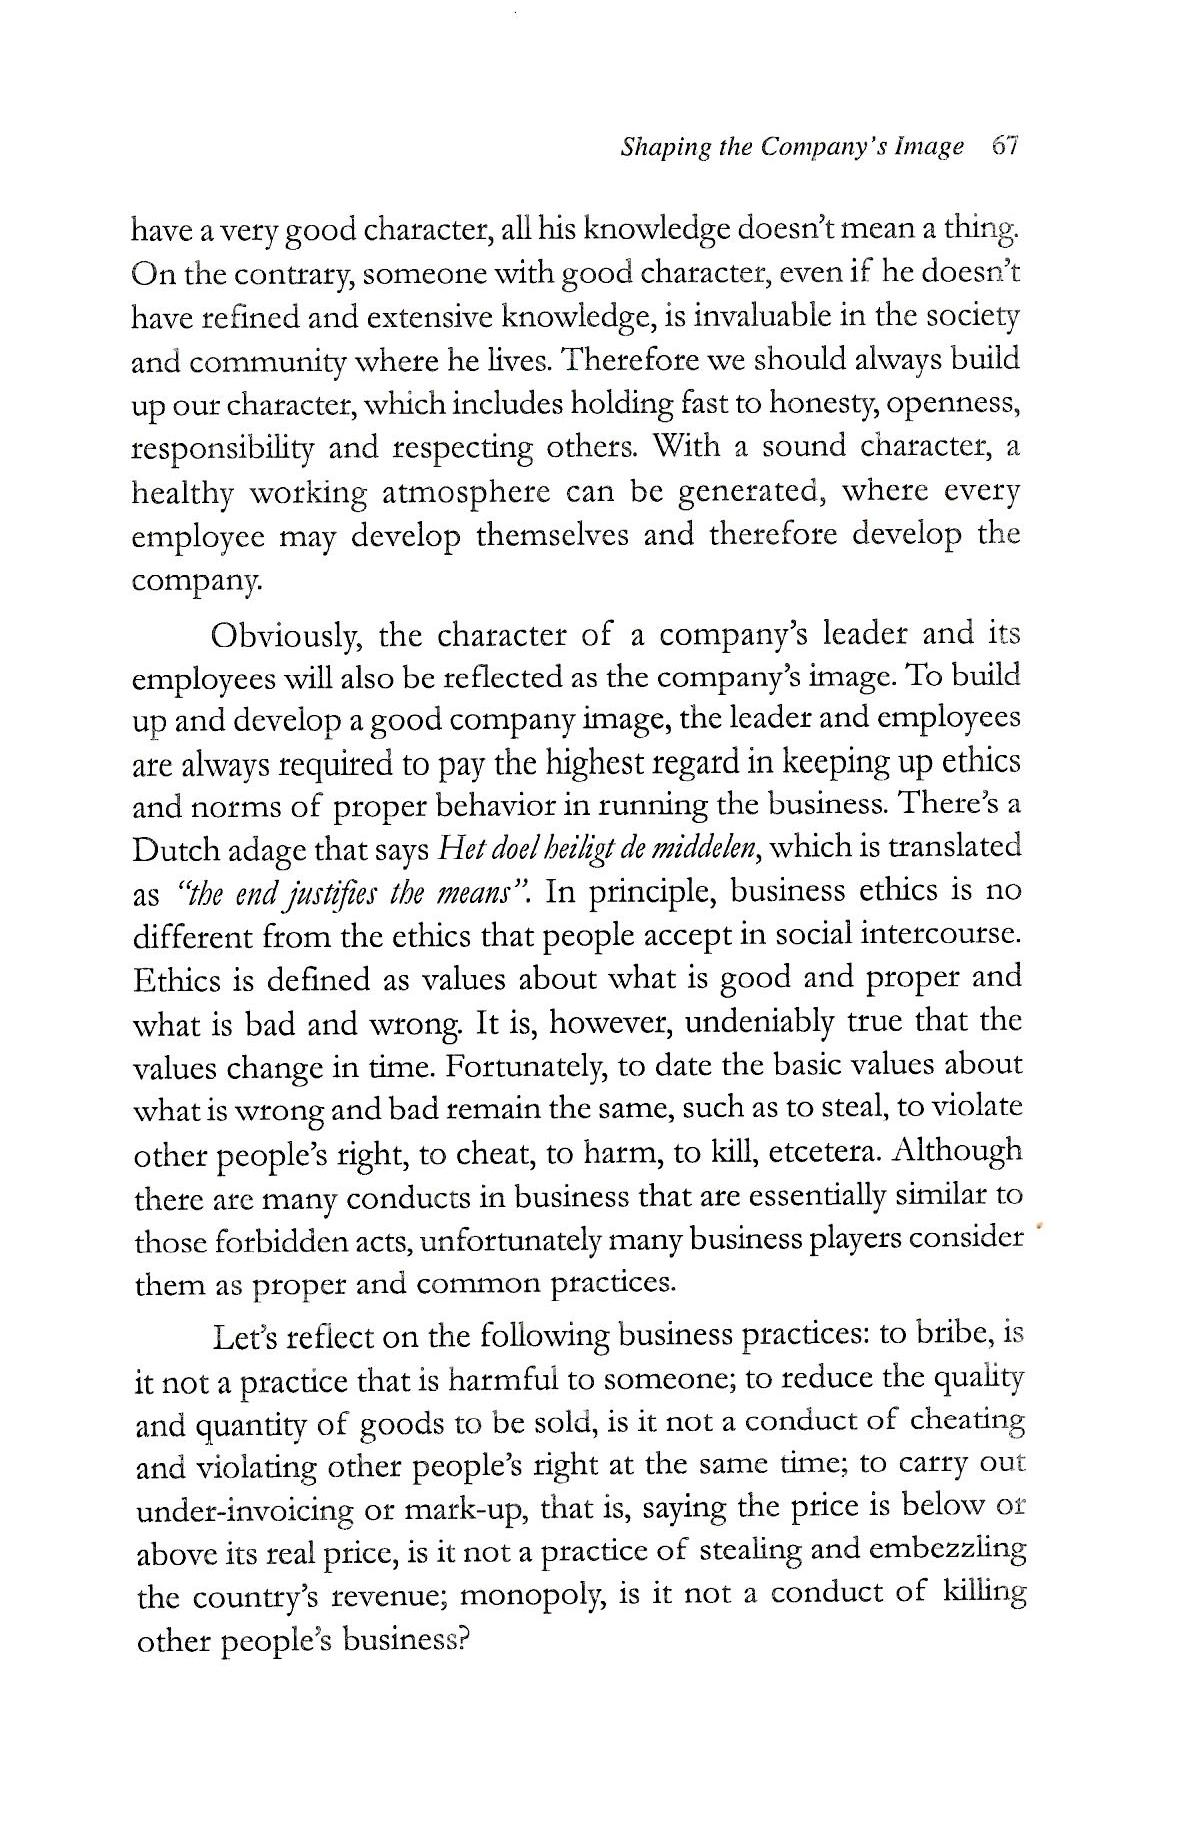 Shaping the Company's Image 67
have a very good character, all his knowledge doesn't mean a thing.
On the contrary, someone with good character, even if he doesn't
have refined and extensive knowledge, is invaluable in the society
and community where he lives. Therefore we should always build
up our character, which includes holding fast to honesty, openness,
responsibility and respecting others. With a sound character, a
healthy working atmosphere can be generated, where every
employee may develop themselves and therefore develop the
company.
Obviously, the character of a company's leader and its
employees will also be reflected as the company's image. To build
up and develop a good company image, the leader and employees
are always required to pay the highest regard in keeping up ethics
and norms of proper behavior in running the business. There's a
Dutch adage that says Het doel heiligt de middelen, which is translated
as "the end justifies the means". In principle, business ethics is no
different from the ethics that people accept in social intercourse.
Ethics is defined as values about what is good and proper and
what is bad and wrong. It is, however, undeniably true that the
values change in time. Fortunately, to date the basic values about
what is wrong and bad remain the same, such as to steal, to violate
other people's right, to cheat, to harm, to kill, etcetera. Although
there are many conducts in business that are essentially similar to
those forbidden acts, unfortunately many business players consider
them as proper and common practices.
Let's reflect on the following business practices: to bribe, is
it not a practice that is harmful to someone; to reduce the quality
and quantity of goods to be sold, is it not a conduct of cheating
and violating other people's right at the same time; to carry out
under-invoicing or mark-up, that is, saying the price is below or
above its real price, is it not a practice of stealing and embezzling
the country's revenue; monopoly, is it not a conduct of killing
other people's business?